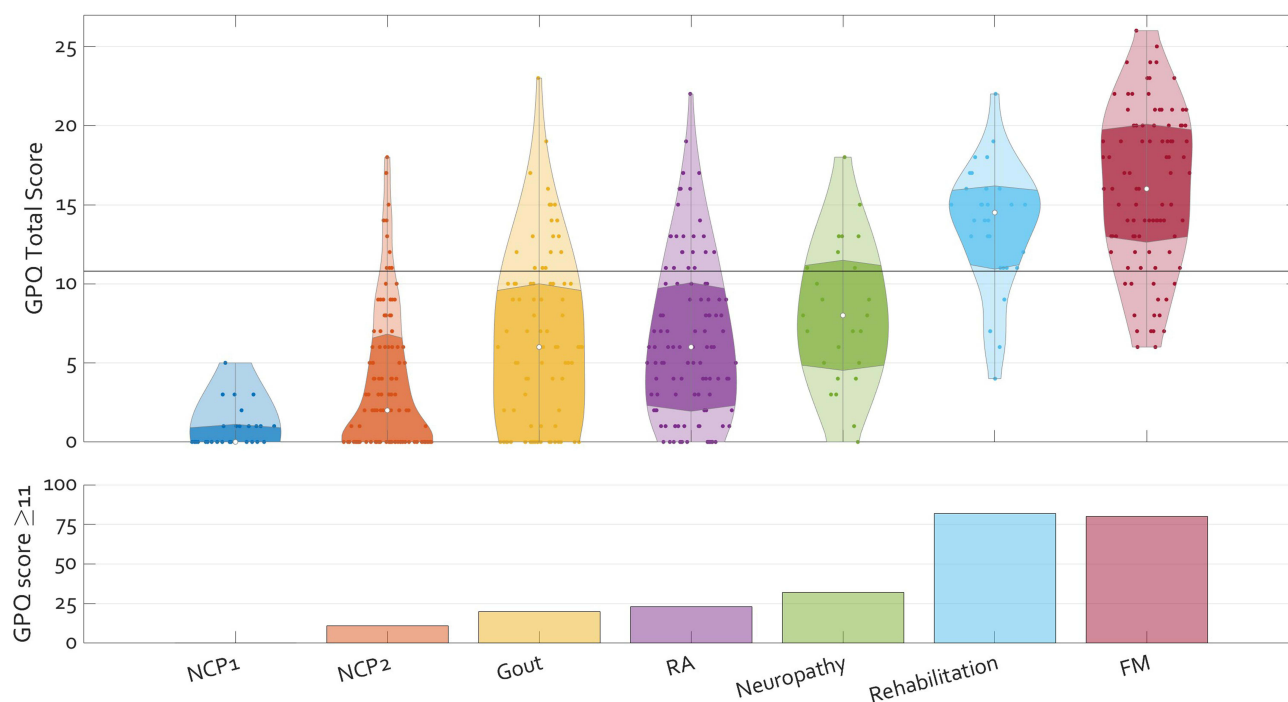 GPQ Total Score
25
20
15
10
5
0
GPQ score ≥11
100
75
50
25
0
NCP1
NCP2
Gout
RA
Neuropathy
Rehabilitation
FM